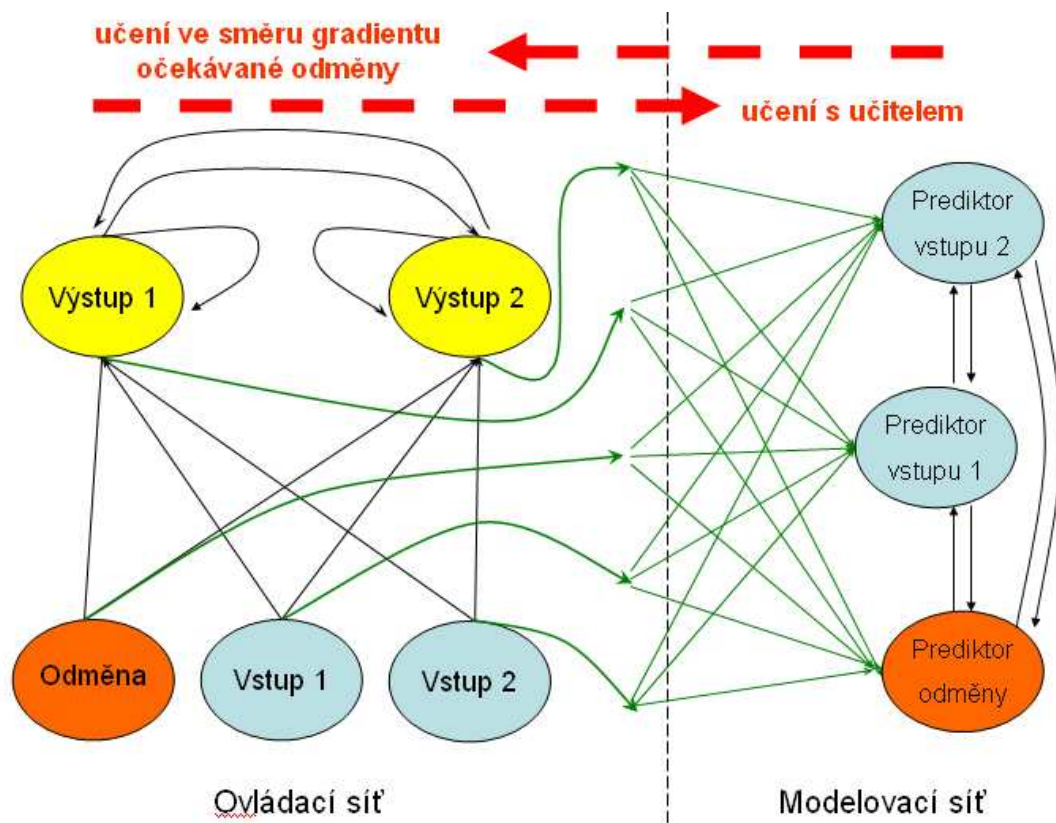 učení ve směru gradientu
očekávané odměny
učení s učitelem
Výstup 1
Výstup 2
Prediktor
vstupu 2
Prediktor
vstupu 1
Odměna
Vstup 1
Vstup 2
Prediktor
odměny
Ovládací síť
Modelovací síť